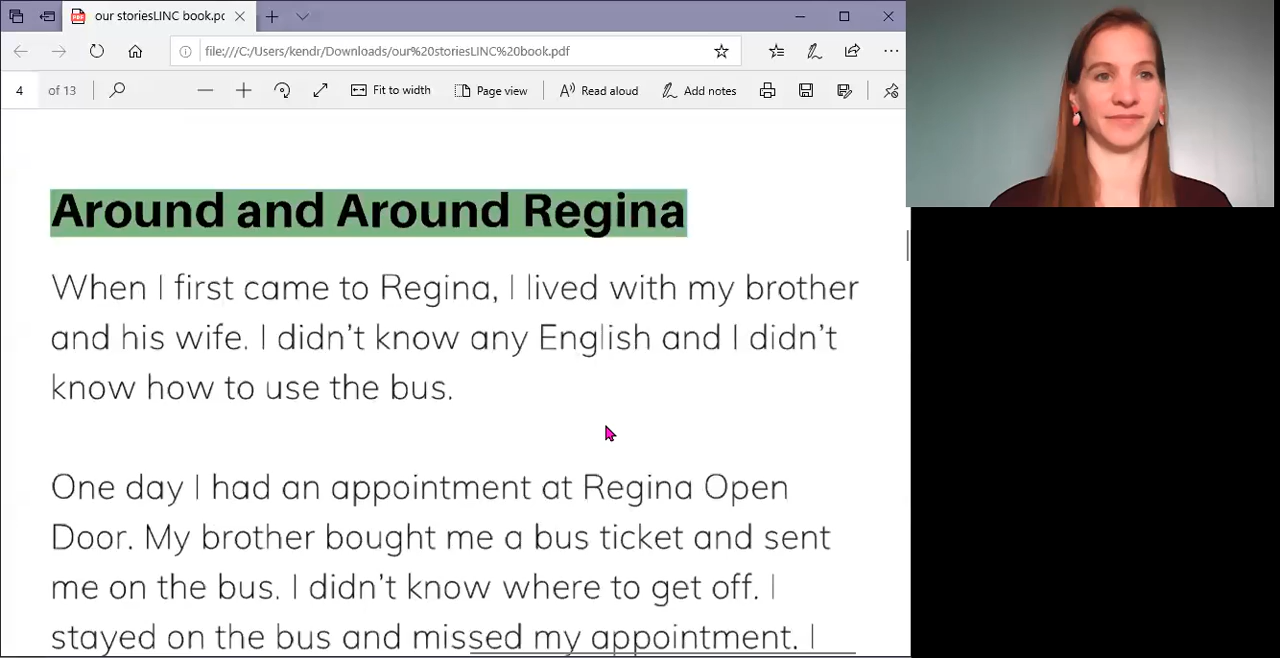 our storiesLINC book.pc
file:///C:/Users/kendr/Downloads/our%20storiesLINC%20book.pdf
4 of 13 Fit to width Page view Read aloud Add notes
Around and Around Regina
When I first came to Regina, I lived with my brother
and his wife. I didn't know any English and I didn't
know how to use the bus.
One day I had an appointment at Regina Open
Door. My brother bought me a bus ticket and sent
me on the bus. I didn't know where to get off. I
stayed on the bus and missed my appointment. I